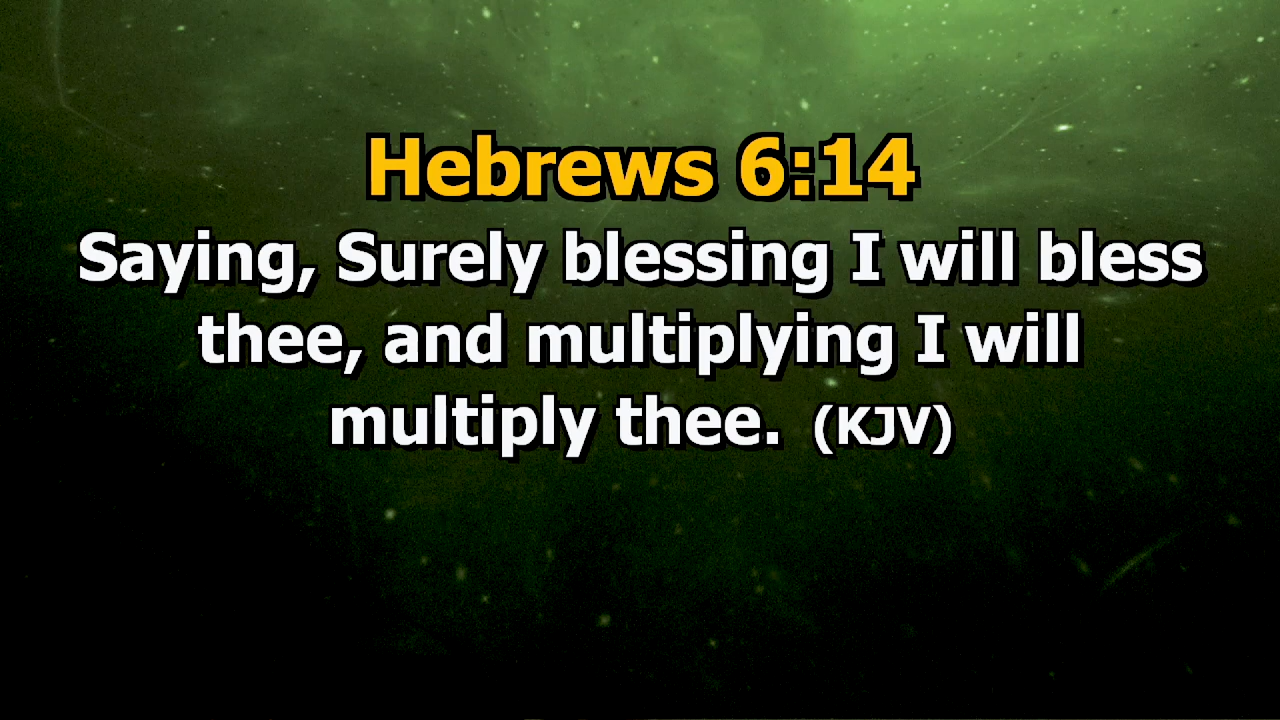 Hebrews 6:14
Saying, Surely blessing I will bless
thee, and multiplying I will
multiply thee. (KJV)